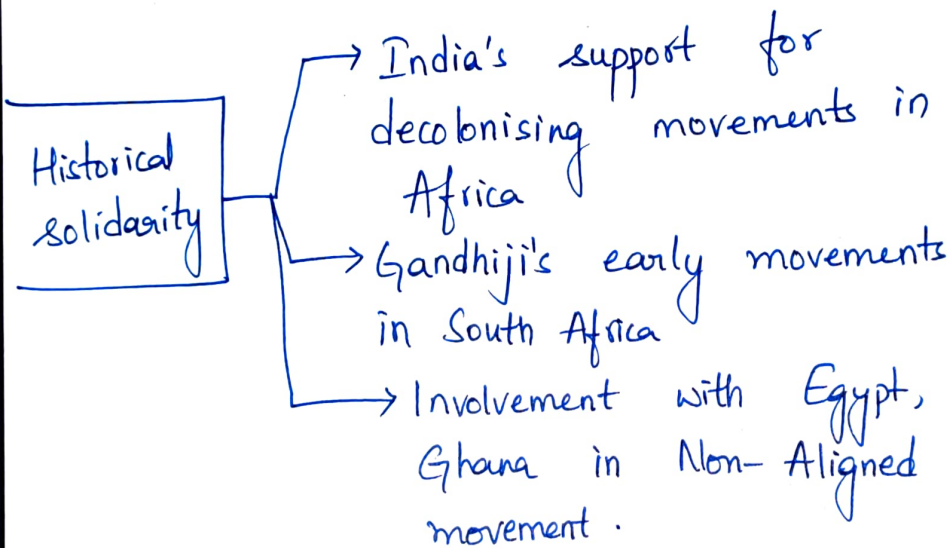 Historical
solidarity
India's support for
decolonising movements in
Africa
Gandhiji's early movements
in South Africa
Involvement with Egypt,
Ghana in Non-Aligned
movement.